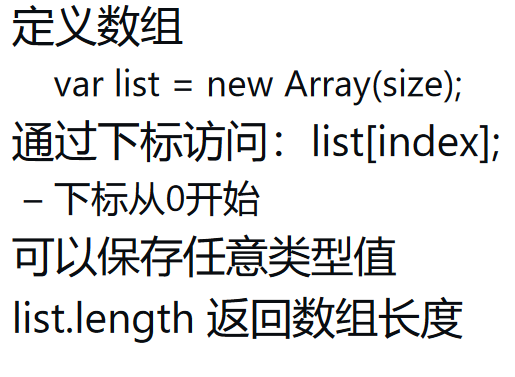 定义数组
var list = new Array(size);
通过下标访问：list[index];
– 下标从0开始
可以保存任意类型值
list.length 返回数组长度